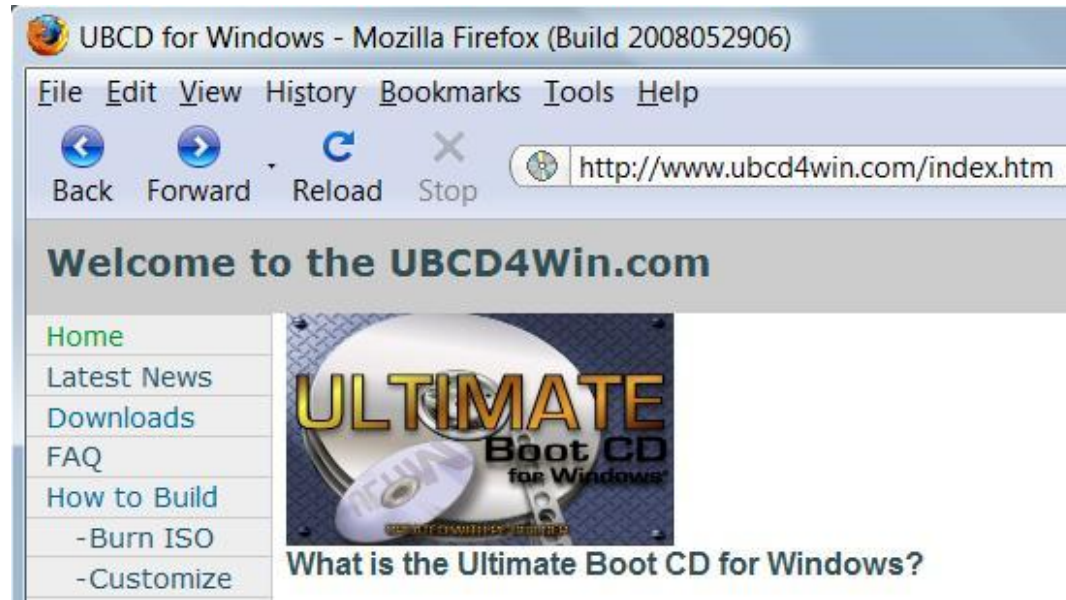 UBCD for Windows - Mozilla Firefox (Build 2008052906)
File Edit View History Bookmarks Tools Help
Back Forward Reload Stop
http://www.ubcd4win.com/index.htm
Welcome to the UBCD4Win.com
Home
Latest News
Downloads
FAQ
How to Build
-Burn ISO
-Customize
ULTIMATE
Boot CD
for Windows
What is the Ultimate Boot CD for Windows?